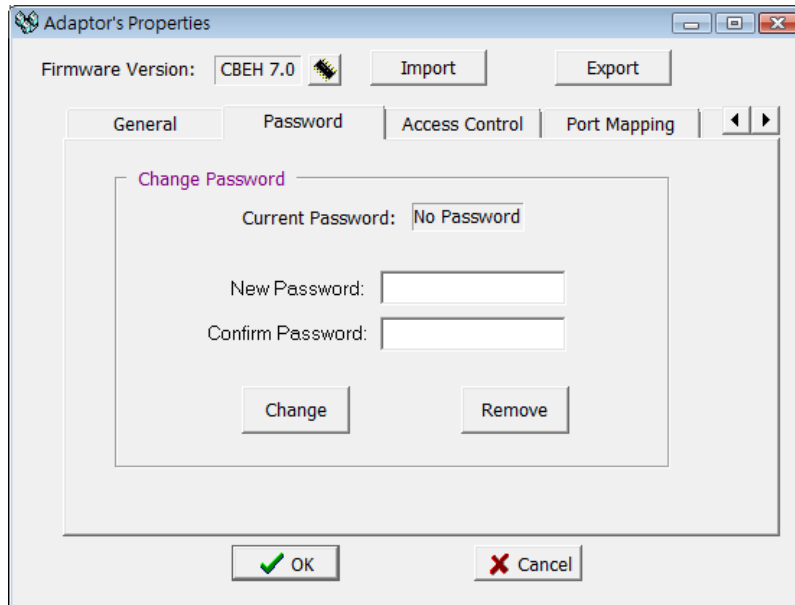 Adaptor's Properties
Firmware Version: CBEH 7.0 Import Export
General Password Access Control Port Mapping
Change Password
Current Password: No Password
New Password:
Confirm Password:
Change Remove
OK Cancel